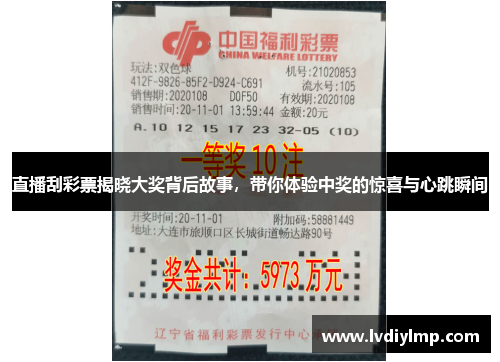 中国福利彩票
CHINA WELFARE LOTTERY
玩法:双色球 机号:21020853
412F-9826-85F2-D924-C691 流水号:105
销售期:2020108 D0F50 有效期:2020108
销售时间:20-11-01 13:59:44 金额:20元
A.10 12 15 17 23 32-05 (10)
一等奖 10 注
直播刮彩票揭晓大奖背后故事，带你体验中奖的惊喜与心跳瞬间
开奖时间:20-11-01 附加码:58881449
地址:大连市旅顺口区长城街道畅达路90号
奖金共计：5973 万元
辽宁省福利彩票发行中心承销
www.lvdiylmp.com